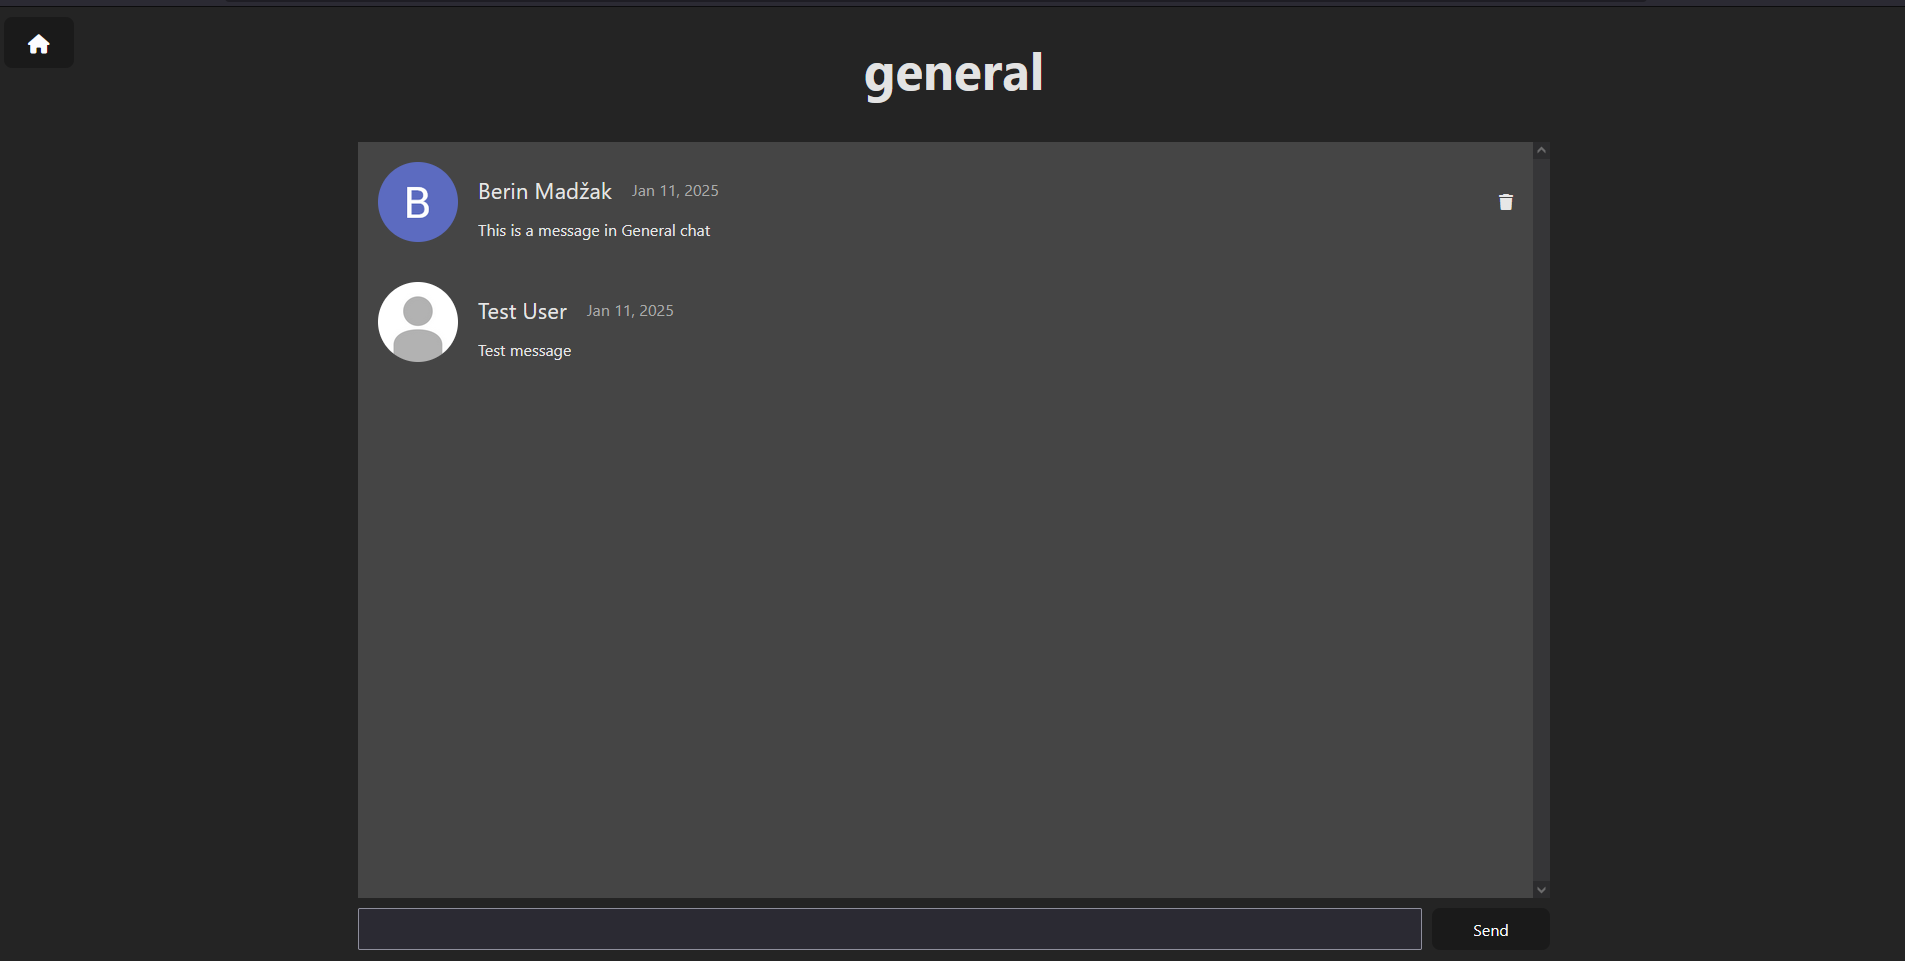 general
B
Berin Madžak Jan 11, 2025
This is a message in General chat
Test User Jan 11, 2025
Test message
Send